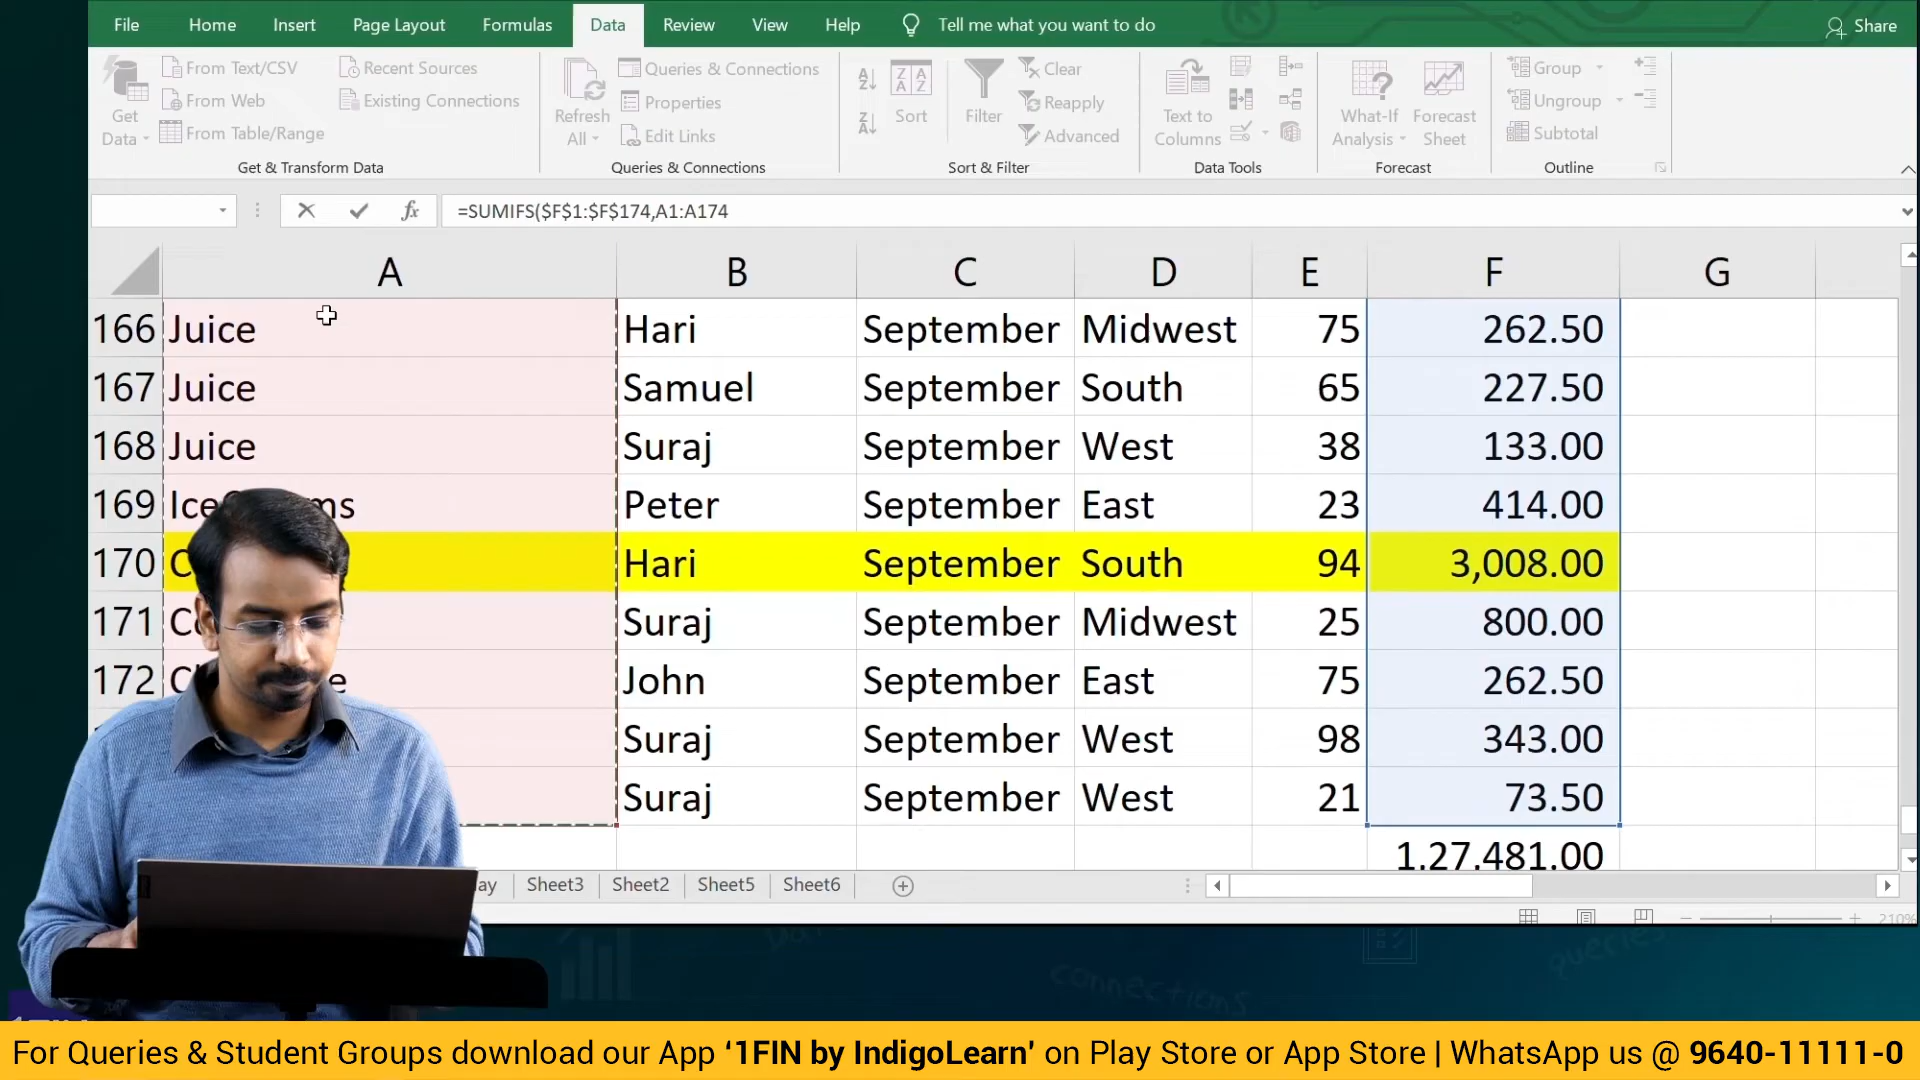 File Home Insert Page Layout Formulas Data Review View Help Tell me what you want to do Share
Get Data From Text/CSV From Web From Table/Range Recent Sources Existing Connections
Get & Transform Data
Refresh All Queries & Connections Properties Edit Links
Queries & Connections
Sort Filter Clear Reapply Advanced
Sort & Filter
Text to Columns
Data Tools
What-If Analysis Forecast Sheet
Forecast
Group Ungroup Subtotal
Outline
fx =SUMIFS($F$1:$F$174,A1:A174
A B C D E F G
166 Juice Hari September Midwest 75 262.50
167 Juice Samuel September South 65 227.50
168 Juice Suraj September West 38 133.00
169 Peter September East 23 414.00
170 Hari September South 94 3,008.00
171 Suraj September Midwest 25 800.00
172 John September East 75 262.50
Suraj September West 98 343.00
Suraj September West 21 73.50
1,27,481.00
Sheet3 Sheet2 Sheet5 Sheet6
210%
queries
connections
For Queries & Student Groups download our App ‘1FIN by IndigoLearn' on Play Store or App Store | WhatsApp us @ 9640-11111-0